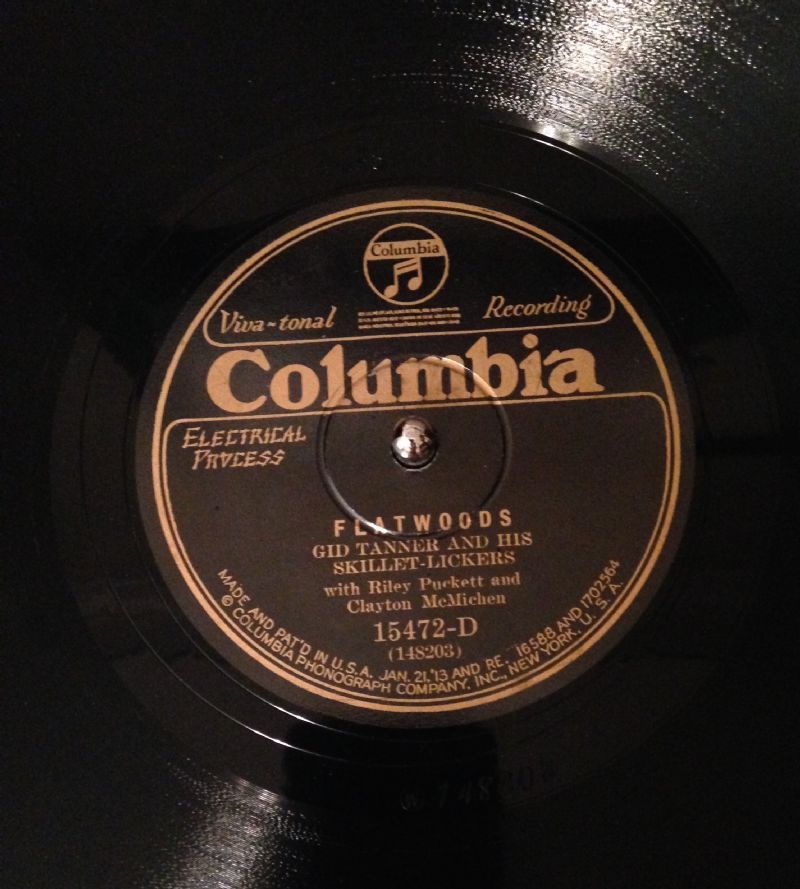 Columbia
Viva-tonal Recording
Columbia
ELECTRICAL
PROCESS
FLATWOODS
GID TANNER AND HIS
SKILLET-LICKERS
with Riley Puckett and
Clayton McMichen
15472-D
(148203)
MADE AND PAT'D IN U.S.A. JAN. 21,'13 AND RE. 16588 AND 1702564
© COLUMBIA PHONOGRAPH COMPANY, INC., NEW YORK, U.S.A.